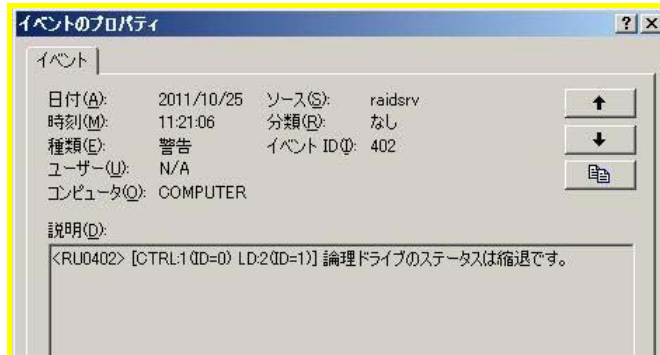 イベントのプロパティ
イベント
日付(A): 2011/10/25 ソース(S): raidsrv
時刻(M): 11:21:06 分類(R): なし
種類(E): 警告 イベント ID(I): 402
ユーザー(U): N/A
コンピュータ(O): COMPUTER
説明(D):
<RU0402> [CTRL:1(ID=0) LD:2(ID=1)] 論理ドライブのステータスは縮退です。